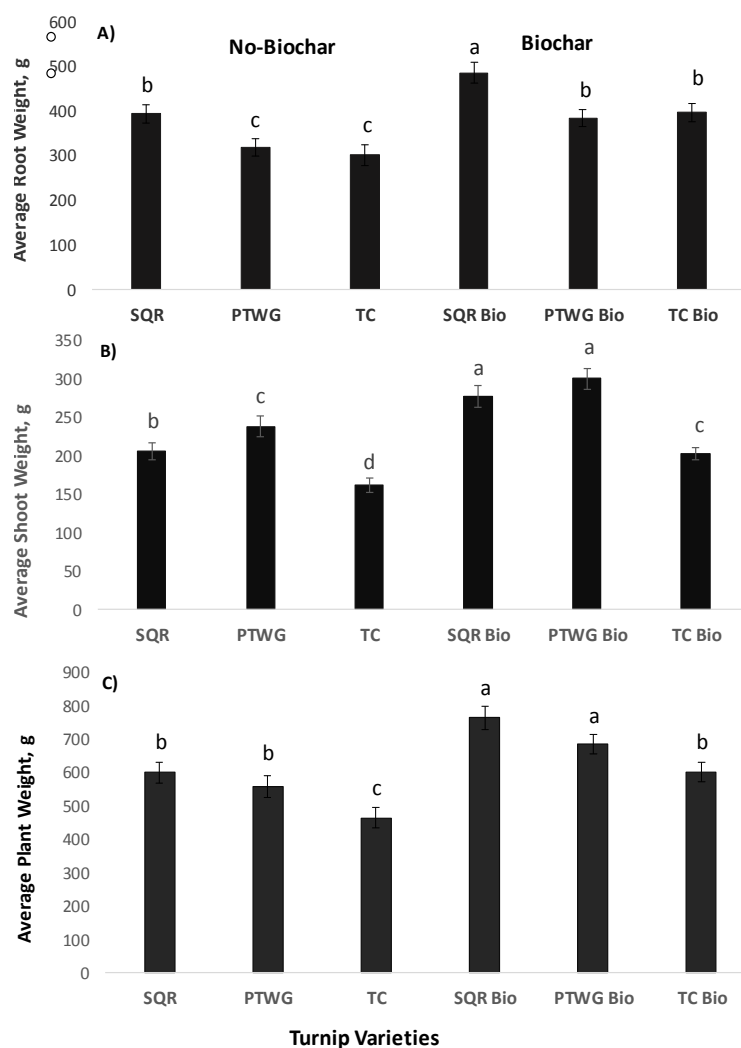 A) No-Biochar Biochar
Average Root Weight, g
600
500
400
300
200
100
0
b
c
c
a
b
b
SQR PTWG TC SQR Bio PTWG Bio TC Bio
B)
Average Shoot Weight, g
350
300
250
200
150
100
50
0
b
c
d
a
a
c
SQR PTWG TC SQR Bio PTWG Bio TC Bio
C)
Average Plant Weight, g
900
800
700
600
500
400
300
200
100
0
b
b
c
a
a
b
SQR PTWG TC SQR Bio PTWG Bio TC Bio
Turnip Varieties